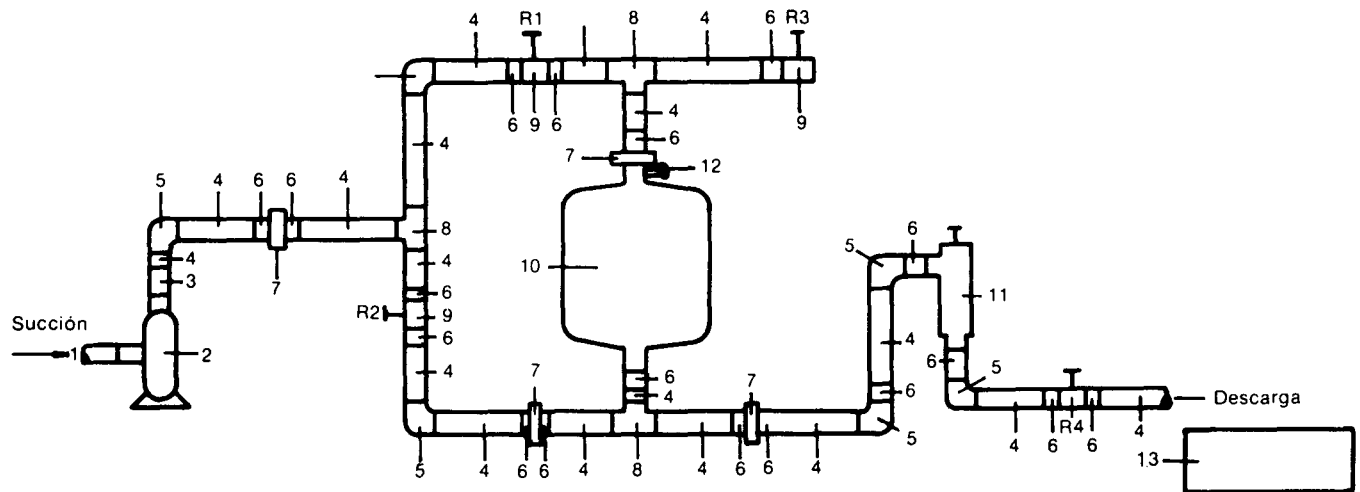 4 R1 8 4 6 R3
6 9 6 4 9
6
7 12
4
5 4 6 6 4
8 5 6
4 4
3 7 10 11
6
R2 9
Succión 6 4 6
1 2 7 6 7 5
4 4 6
Descarga
5 4 6 6 4 8 4 6 6 4 5 4 6 R4 6 4
13